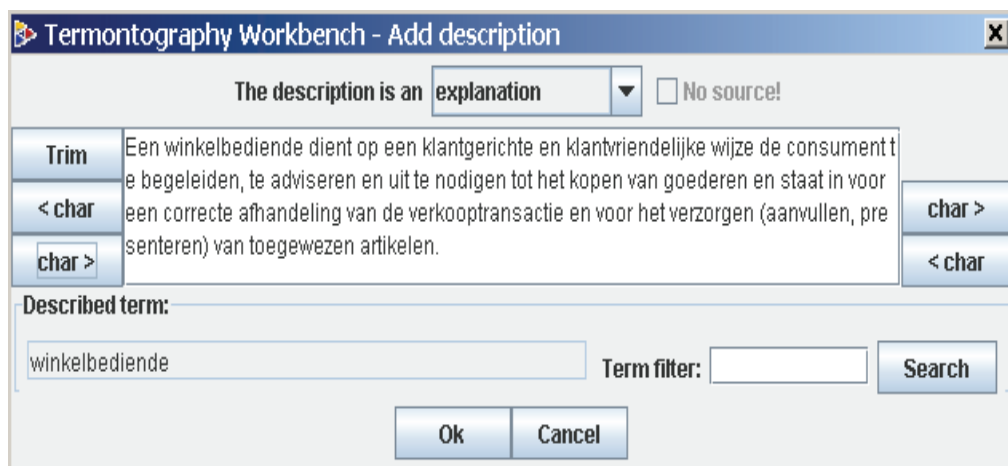 Termontography Workbench - Add description
The description is an explanation No source!
Trim
< char
char >
Een winkelbediende dient op een klantgerichte en klantvriendelijke wijze de consument t
e begeleiden, te adviseren en uit te nodigen tot het kopen van goederen en staat in voor
een correcte afhandeling van de verkooptransactie en voor het verzorgen (aanvullen, pre
senteren) van toegewezen artikelen.
char >
< char
Described term:
winkelbediende Term filter: Search
Ok Cancel